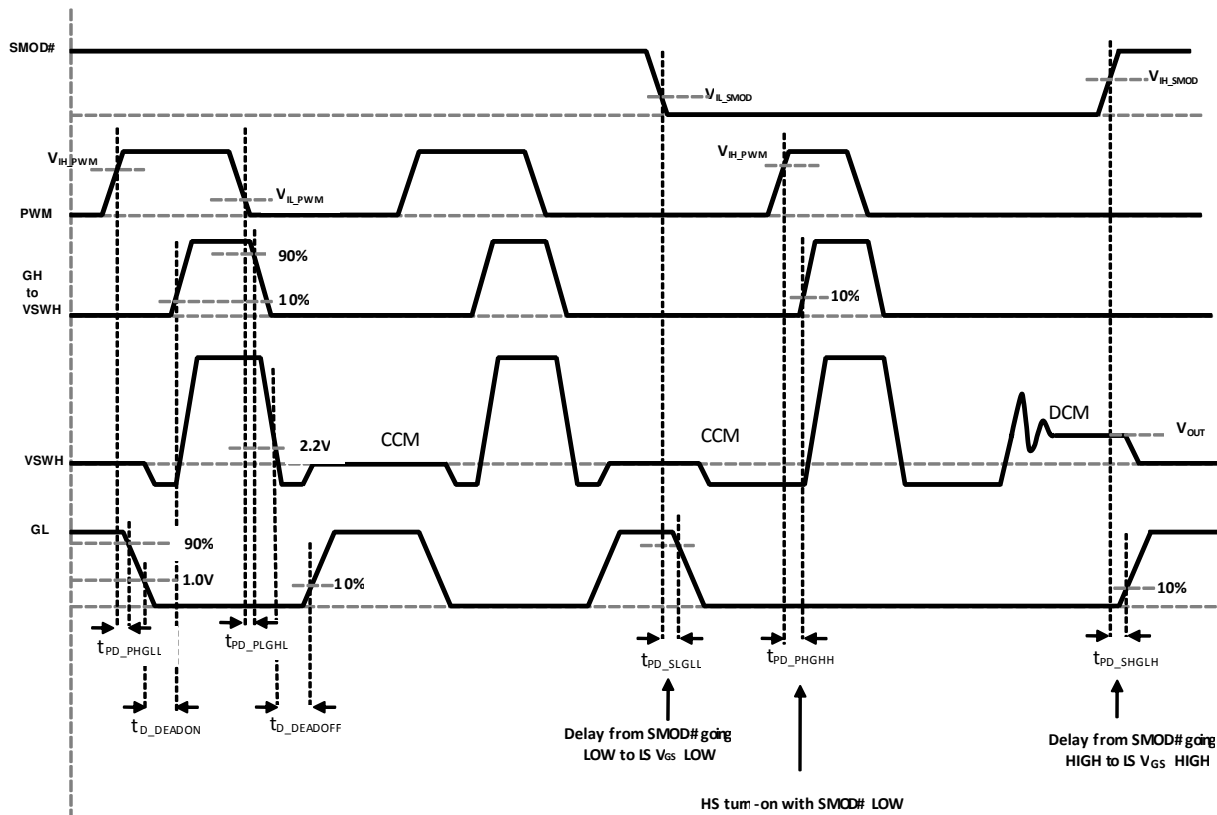 SMOD#
V_IL_SMOD
V_IH_SMOD
V_IH_PWM
V_IH_PWM
V_IL_PWM
PWM
90%
GH
to
VSWH
10%
10%
CCM
CCM
DCM
V_OUT
2.2V
VSWH
GL
90%
1.0V
10%
10%
t_PD_PHGLL
t_PD_PLGHL
t_PD_SLGLL
t_PD_PHGHH
t_PD_SHGLH
t_D_DEADON
t_D_DEADOFF
Delay from SMOD# going
LOW to LS V_GS LOW
Delay from SMOD# going
HIGH to LS V_GS HIGH
HS turn-on with SMOD# LOW